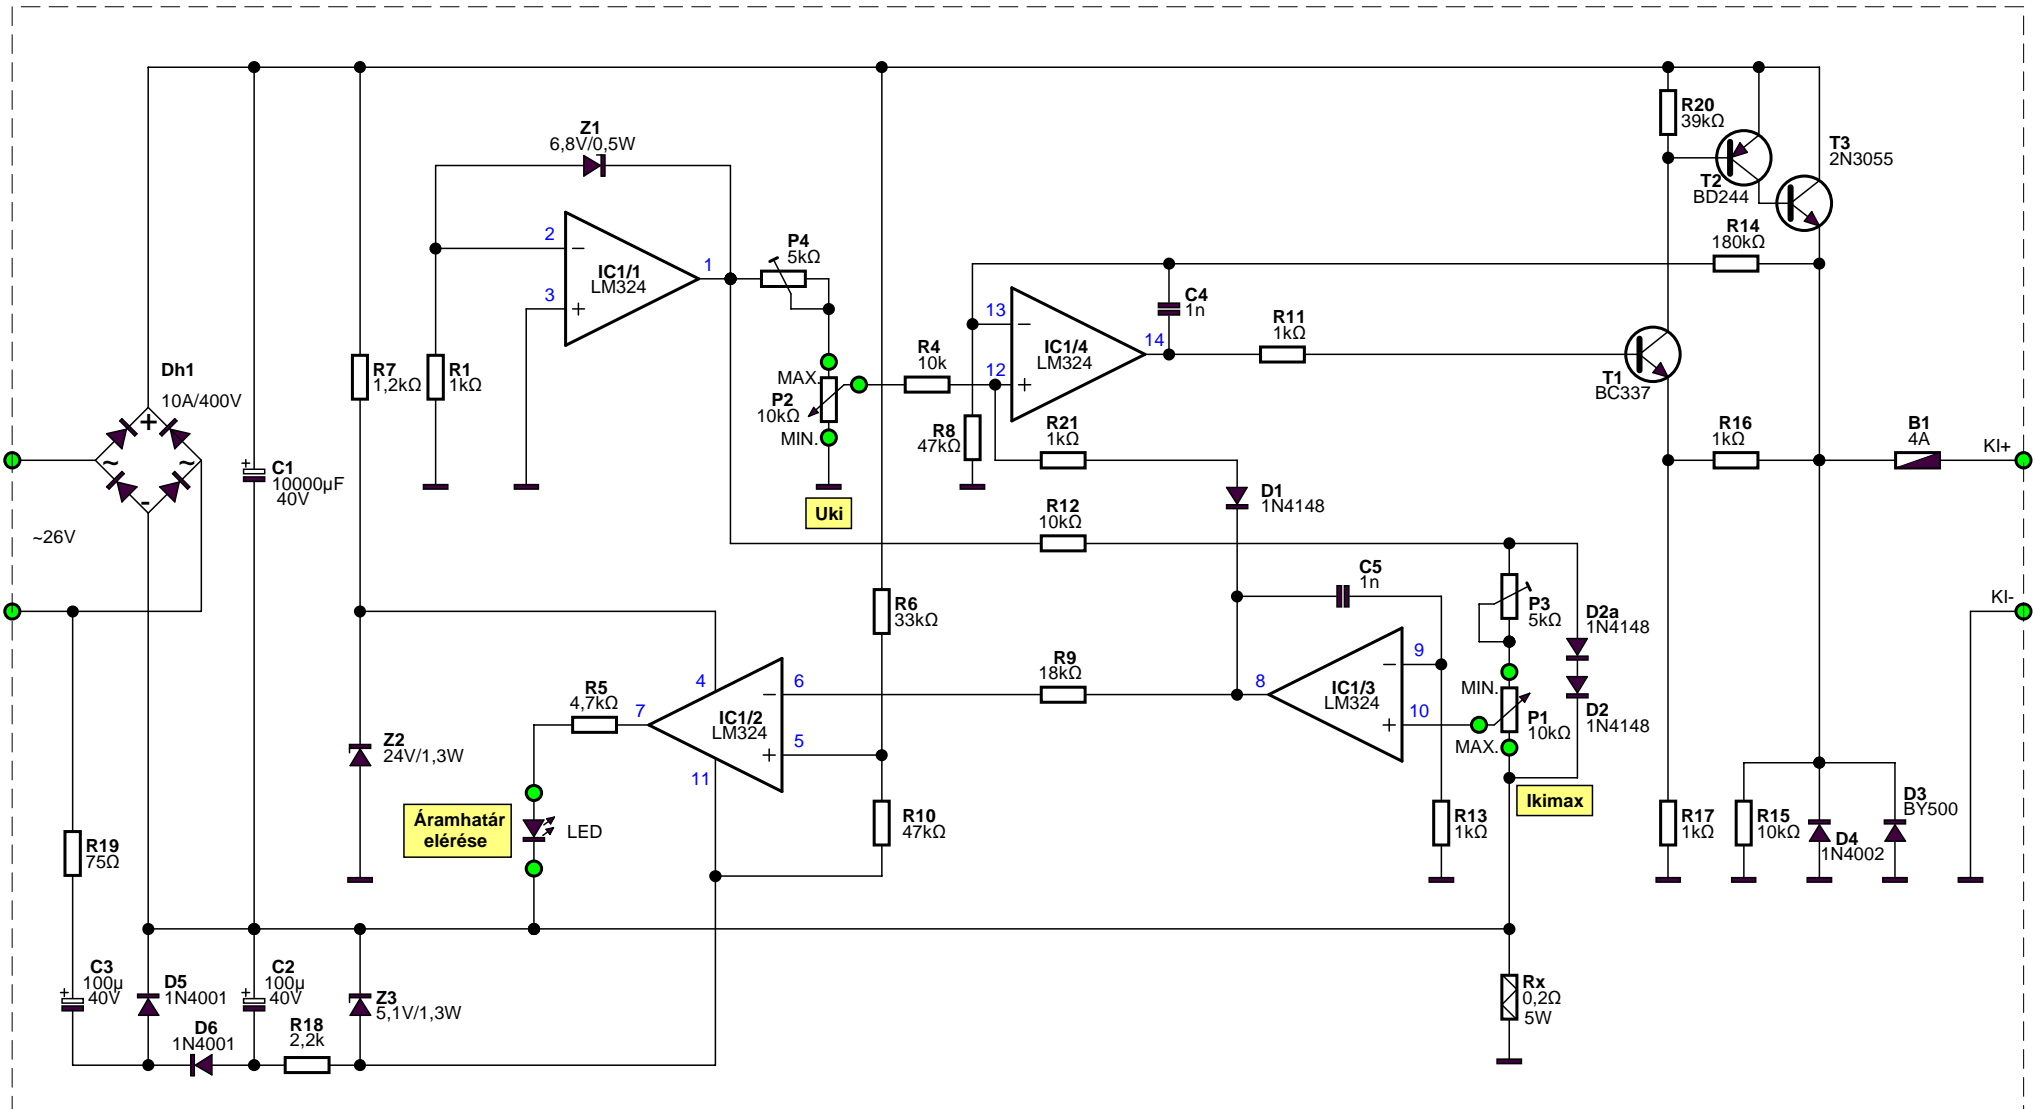 Z1
6,8V/0,5W
R20
39kΩ
T3
2N3055
T2
BD244
R14
180kΩ
P4
5kΩ
2
−
IC1/1
LM324
1
3
+
C4
1n
R11
1kΩ
13
−
IC1/4
LM324
14
12
+
R4
10k
T1
BC337
Dh1
10A/400V
R7
1,2kΩ
R1
1kΩ
MAX.
P2
10kΩ
MIN.
Uki
R8
47kΩ
R21
1kΩ
R16
1kΩ
B1
4A
KI+
+
~
~
-
+
C1
10000µF
40V
D1
1N4148
R12
10kΩ
~26V
C5
1n
P3
5kΩ
D2a
1N4148
KI-
R6
33kΩ
R9
18kΩ
4
R5
4,7kΩ
7
IC1/2
LM324
−
6
+
5
11
8
IC1/3
LM324
−
9
+
10
MIN.
P1
10kΩ
MAX.
D2
1N4148
Z2
24V/1,3W
Áramhatár
elérése
LED
R10
47kΩ
R13
1kΩ
Ikimax
R17
1kΩ
R15
10kΩ
D4
1N4002
D3
BY500
R19
75Ω
+
C3
100µ
40V
D5
1N4001
+
C2
100µ
40V
Z3
5,1V/1,3W
D6
1N4001
R18
2,2k
Rx
0,2Ω
5W